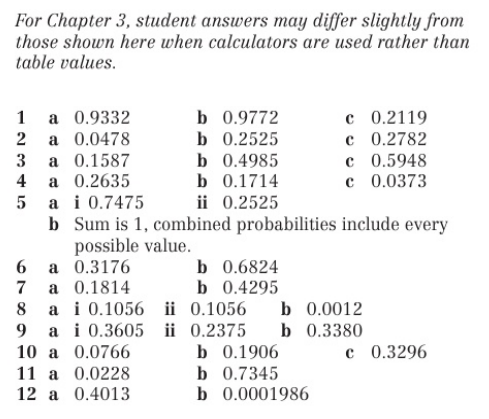 For Chapter 3, student answers may differ slightly from
those shown here when calculators are used rather than
table values.
1 a 0.9332 b 0.9772 c 0.2119
2 a 0.0478 b 0.2525 c 0.2782
3 a 0.1587 b 0.4985 c 0.5948
4 a 0.2635 b 0.1714 c 0.0373
5 a i 0.7475 ii 0.2525
b Sum is 1, combined probabilities include every
possible value.
6 a 0.3176 b 0.6824
7 a 0.1814 b 0.4295
8 a i 0.1056 ii 0.1056 b 0.0012
9 a i 0.3605 ii 0.2375 b 0.3380
10 a 0.0766 b 0.1906 c 0.3296
11 a 0.0228 b 0.7345
12 a 0.4013 b 0.0001986